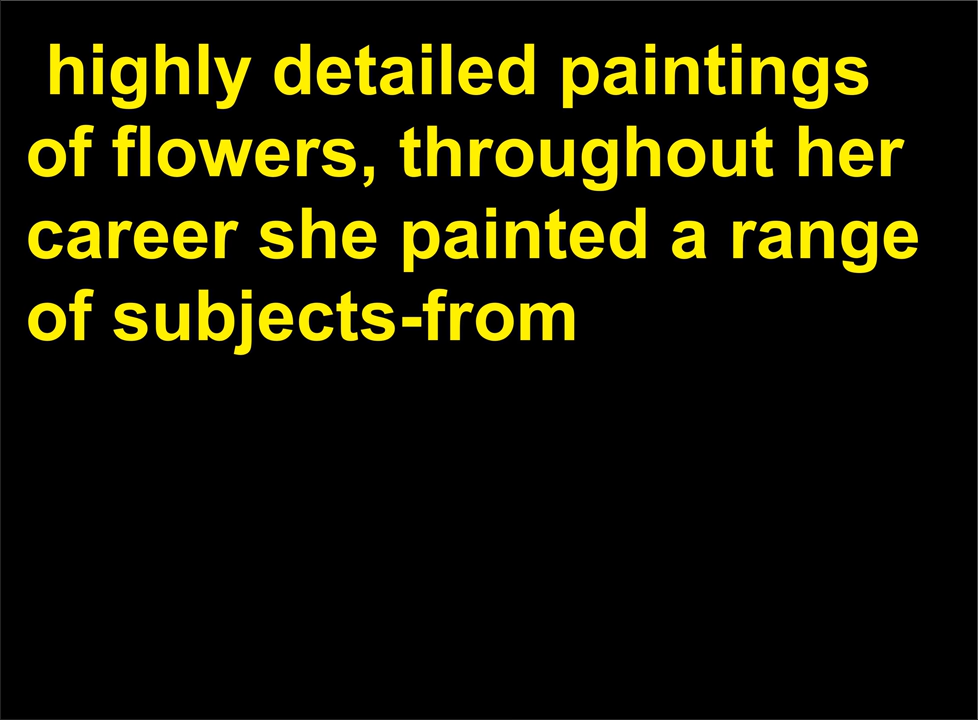 highly detailed paintings
of flowers, throughout her
career she painted a range
of subjects-from